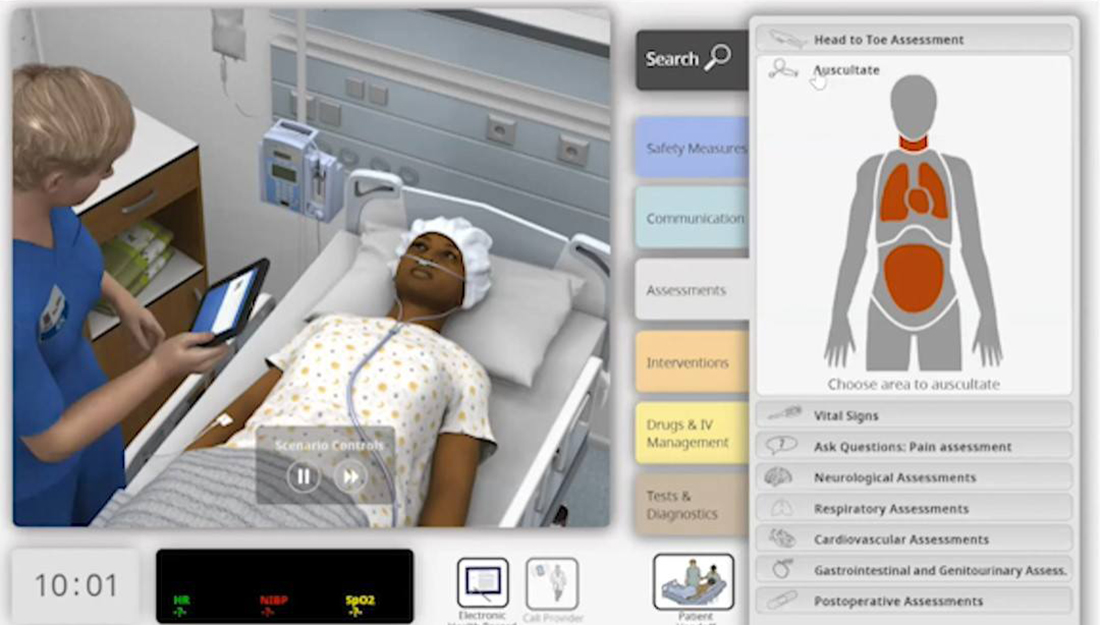 Search
Safety Measures
Communication
Assessments
Interventions
Drugs & IV
Management
Tests &
Diagnostics
Head to Toe Assessment
Auscultate
Choose area to auscultate
Vital Signs
Ask Questions: Pain assessment
Neurological Assessments
Respiratory Assessments
Cardiovascular Assessments
Gastrointestinal and Genitourinary Assess.
Postoperative Assessments
Scenario Controls
10:01
HR
-?-
NIBP
-?-
SpO2
-?-
Electronic
Call Provider
Patient